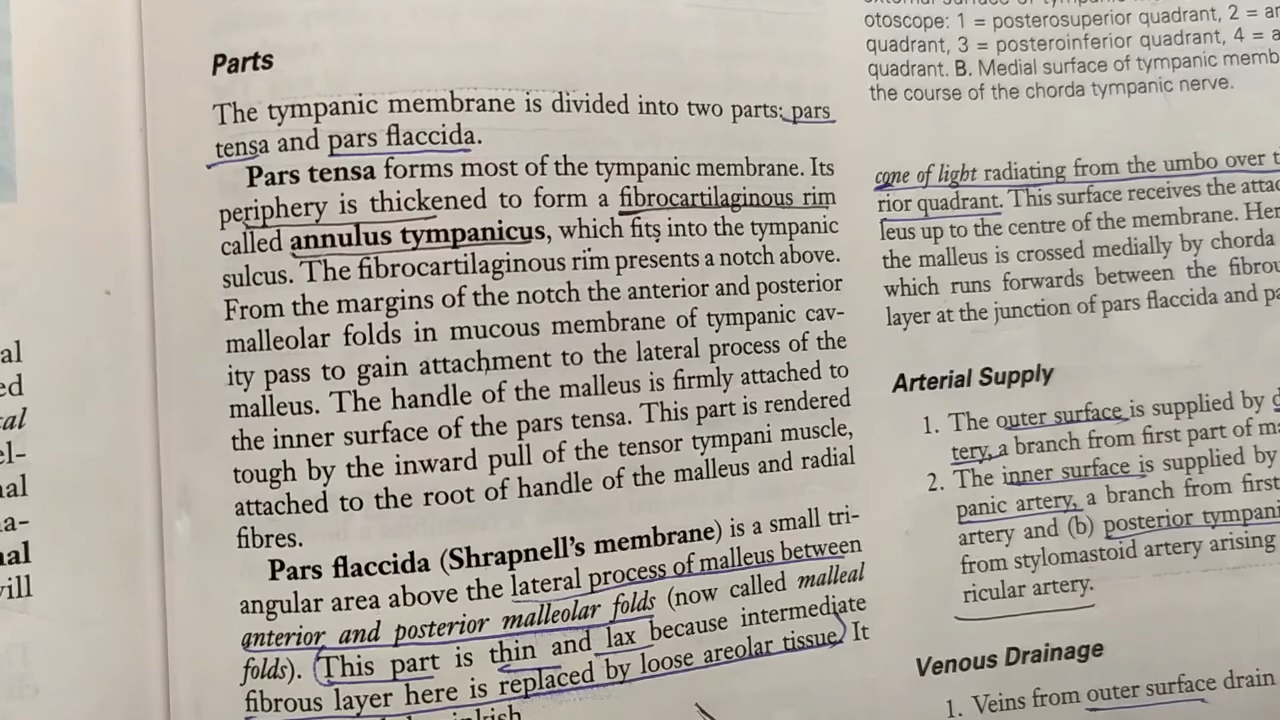 Parts
The tympanic membrane is divided into two parts: pars
tensa and pars flaccida.
Pars tensa forms most of the tympanic membrane. Its
periphery is thickened to form a fibrocartilaginous rim
called annulus tympanicus, which fits into the tympanic
sulcus. The fibrocartilaginous rim presents a notch above.
From the margins of the notch the anterior and posterior
malleolar folds in mucous membrane of tympanic cav-
ity pass to gain attachment to the lateral process of the
malleus. The handle of the malleus is firmly attached to
the inner surface of the pars tensa. This part is rendered
tough by the inward pull of the tensor tympani muscle,
attached to the root of handle of the malleus and radial
fibres.
Pars flaccida (Shrapnell's membrane) is a small tri-
angular area above the lateral process of malleus between
anterior and posterior malleolar folds (now called malleal
folds). This part is thin and lax because intermediate
fibrous layer here is replaced by loose areolar tissue. It
otoscope: 1 = posterosuperior quadrant, 2 =
quadrant, 3 = posteroinferior quadrant, 4 =
quadrant. B. Medial surface of tympanic
the course of the chorda tympanic nerve.
cone of light radiating from the umbo over
rior quadrant. This surface receives the
leus up to the centre of the membrane.
the malleus is crossed medially by chorda
which runs forwards between the
layer at the junction of pars flaccida and
Arterial Supply
1. The outer surface is supplied by
tery, a branch from first part of
2. The inner surface is supplied by
panic artery, a branch from first
artery and (b) posterior
from stylomastoid artery arising
ricular artery.
Venous Drainage
1. Veins from outer surface drain